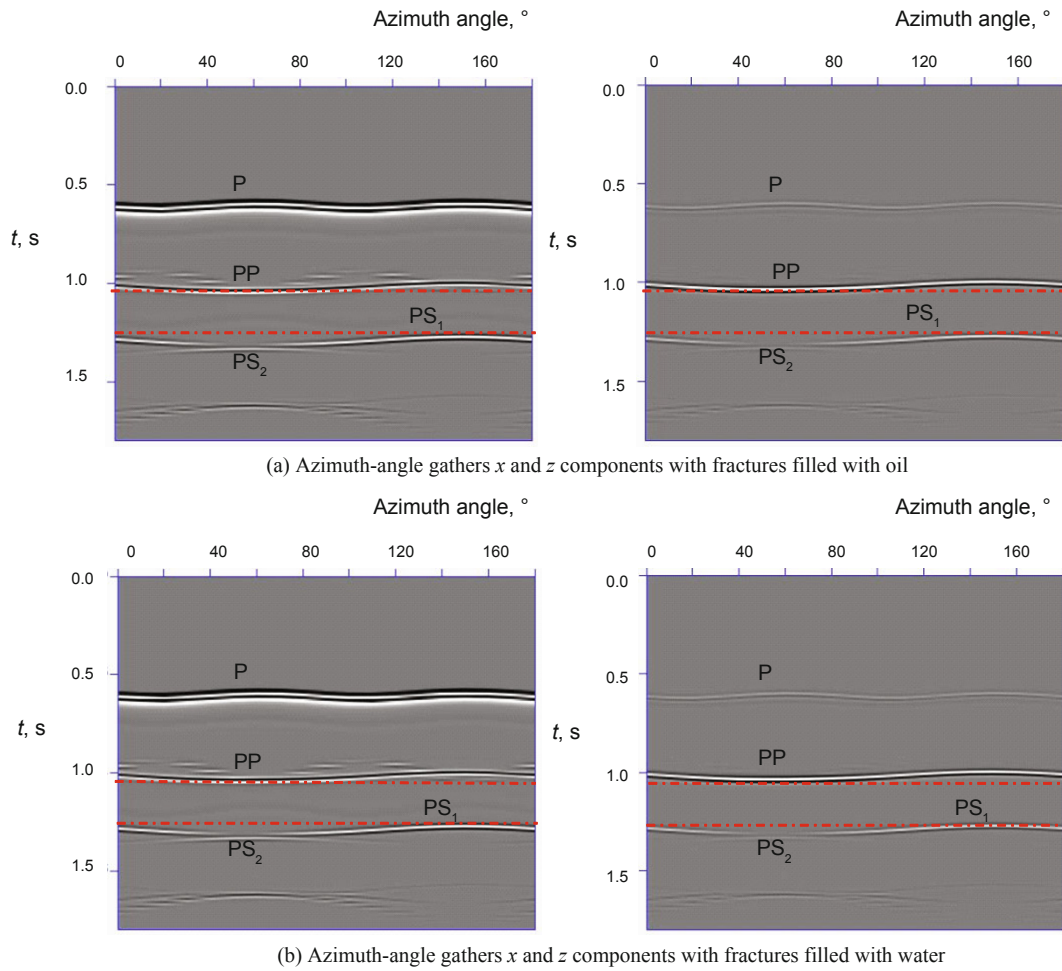 Azimuth angle, ° Azimuth angle, °
0 40 80 120 160 0 40 80 120 160
0.0 0.0
P P
0.5 0.5
t, s t, s
PP PP
1.0 1.0
PS₁ PS₁
PS₂ PS₂
1.5 1.5
(a) Azimuth-angle gathers x and z components with fractures filled with oil
Azimuth angle, ° Azimuth angle, °
0 40 80 120 160 0 40 80 120 160
0.0 0.0
P P
0.5 0.5
t, s t, s
PP PP
1.0 1.0
PS₁ PS₁
PS₂ PS₂
1.5 1.5
(b) Azimuth-angle gathers x and z components with fractures filled with water